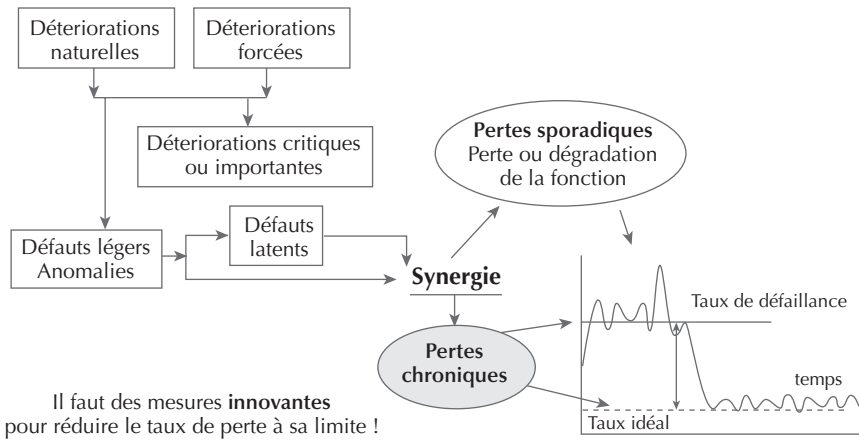 Déteriorations
naturelles
Déteriorations
forcées
Déteriorations critiques
ou importantes
Pertes sporadiques
Perte ou dégradation
de la fonction
Défauts légers
Anomalies
Défauts
latents
Synergie
Pertes
chroniques
Taux de défaillance
temps
Taux idéal
Il faut des mesures innovantes
pour réduire le taux de perte à sa limite !